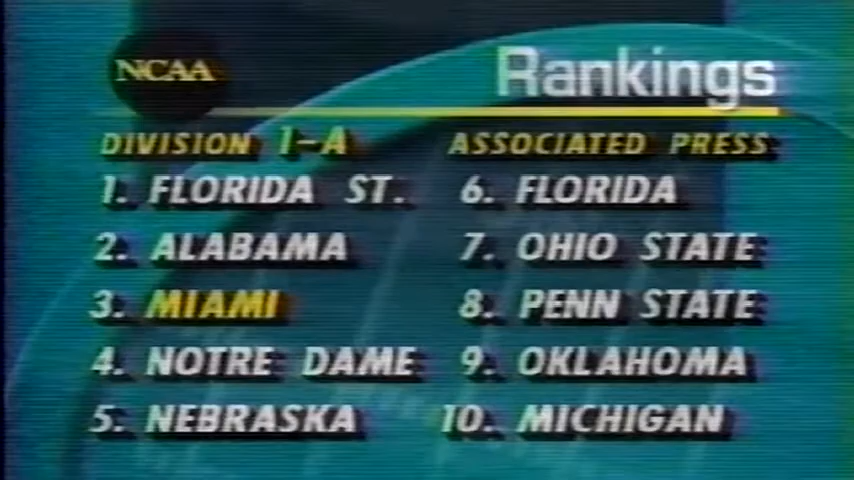 NCAA
Rankings
DIVISION 1-A
ASSOCIATED PRESS
1. FLORIDA ST.
2. ALABAMA
3. MIAMI
4. NOTRE DAME
5. NEBRASKA
6. FLORIDA
7. OHIO STATE
8. PENN STATE
9. OKLAHOMA
10. MICHIGAN